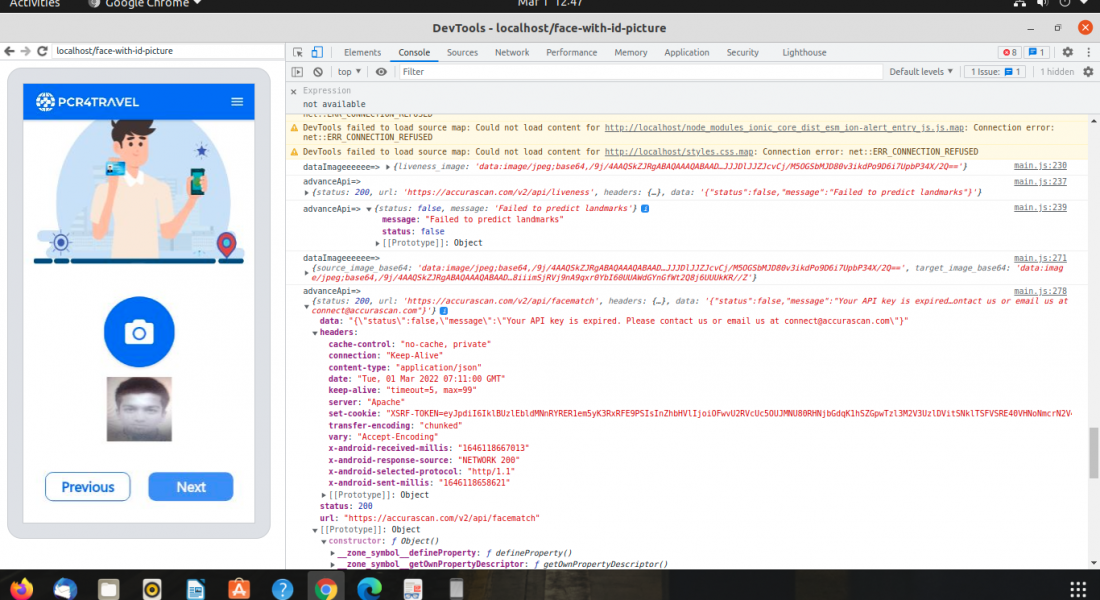 Activities Google Chrome Mar 1 12:47
DevTools - localhost/face-with-id-picture
localhost/face-with-id-picture
PCR4TRAVEL
Previous Next
Elements Console Sources Network Performance Memory Application Security Lighthouse 8 1
top Filter Default levels 1 Issue: 1 1 hidden
Expression
not available
net::ERR_CONNECTION_REFUSED
DevTools failed to load source map: Could not load content for http://localhost/node_modules_ionic_core_dist_esm_ion-alert_entry_js.js.map: Connection error:
net::ERR_CONNECTION_REFUSED
DevTools failed to load source map: Could not load content for http://localhost/styles.css.map: Connection error: net::ERR_CONNECTION_REFUSED
dataImageeeeee=> {liveness_image: 'data:image/jpeg;base64,/9j/4AAQSkZJRgABAQAAAQABAAD…JJJDlJJZJcvCj/M5OGSbMJD80v3ikdPo9D6i7UpbP34X/2Q=='} main.js:230
advanceApi=> main.js:237
{status: 200, url: 'https://accurascan.com/v2/api/liveness', headers: {…}, data: '{"status":false,"message":"Failed to predict landmarks"}'}
advanceApi=> {status: false, message: 'Failed to predict landmarks'} main.js:239
message: "Failed to predict landmarks"
status: false
[[Prototype]]: Object
dataImageeeeee=> main.js:271
{source_image_base64: 'data:image/jpeg;base64,/9j/4AAQSkZJRgABAQAAAQABAAD…JJJDlJJZJcvCj/M5OGSbMJD80v3ikdPo9D6i7UpbP34X/2Q==', target_image_base64: 'data:imag
e/jpeg;base64,/9j/4AAQSkZJRgABAQAAAQABAAD…8iiimSjRVj9nA9qxr0YbI60UUAWdGYnGfWt2Q8j6UUUkKR//Z'}
advanceApi=> main.js:278
{status: 200, url: 'https://accurascan.com/v2/api/facematch', headers: {…}, data: '{"status":false,"message":"Your API key is expired…ontact us or email us at
connect@accurascan.com"}'}
data: "{\"status\":false,\"message\":\"Your API key is expired. Please contact us or email us at connect@accurascan.com\"}"
headers:
cache-control: "no-cache, private"
connection: "Keep-Alive"
content-type: "application/json"
date: "Tue, 01 Mar 2022 07:11:00 GMT"
keep-alive: "timeout=5, max=99"
server: "Apache"
set-cookie:
transfer-encoding: "chunked"
vary: "Accept-Encoding"
x-android-received-millis: "1646118667013"
x-android-response-source: "NETWORK 200"
x-android-selected-protocol: "http/1.1"
x-android-sent-millis: "1646118658621"
[[Prototype]]: Object
status: 200
url: "https://accurascan.com/v2/api/facematch"
[[Prototype]]: Object
constructor: ƒ Object()
__zone_symbol__defineProperty: ƒ defineProperty()
__zone_symbol__getOwnPropertyDescriptor: ƒ getOwnPropertyDescriptor()